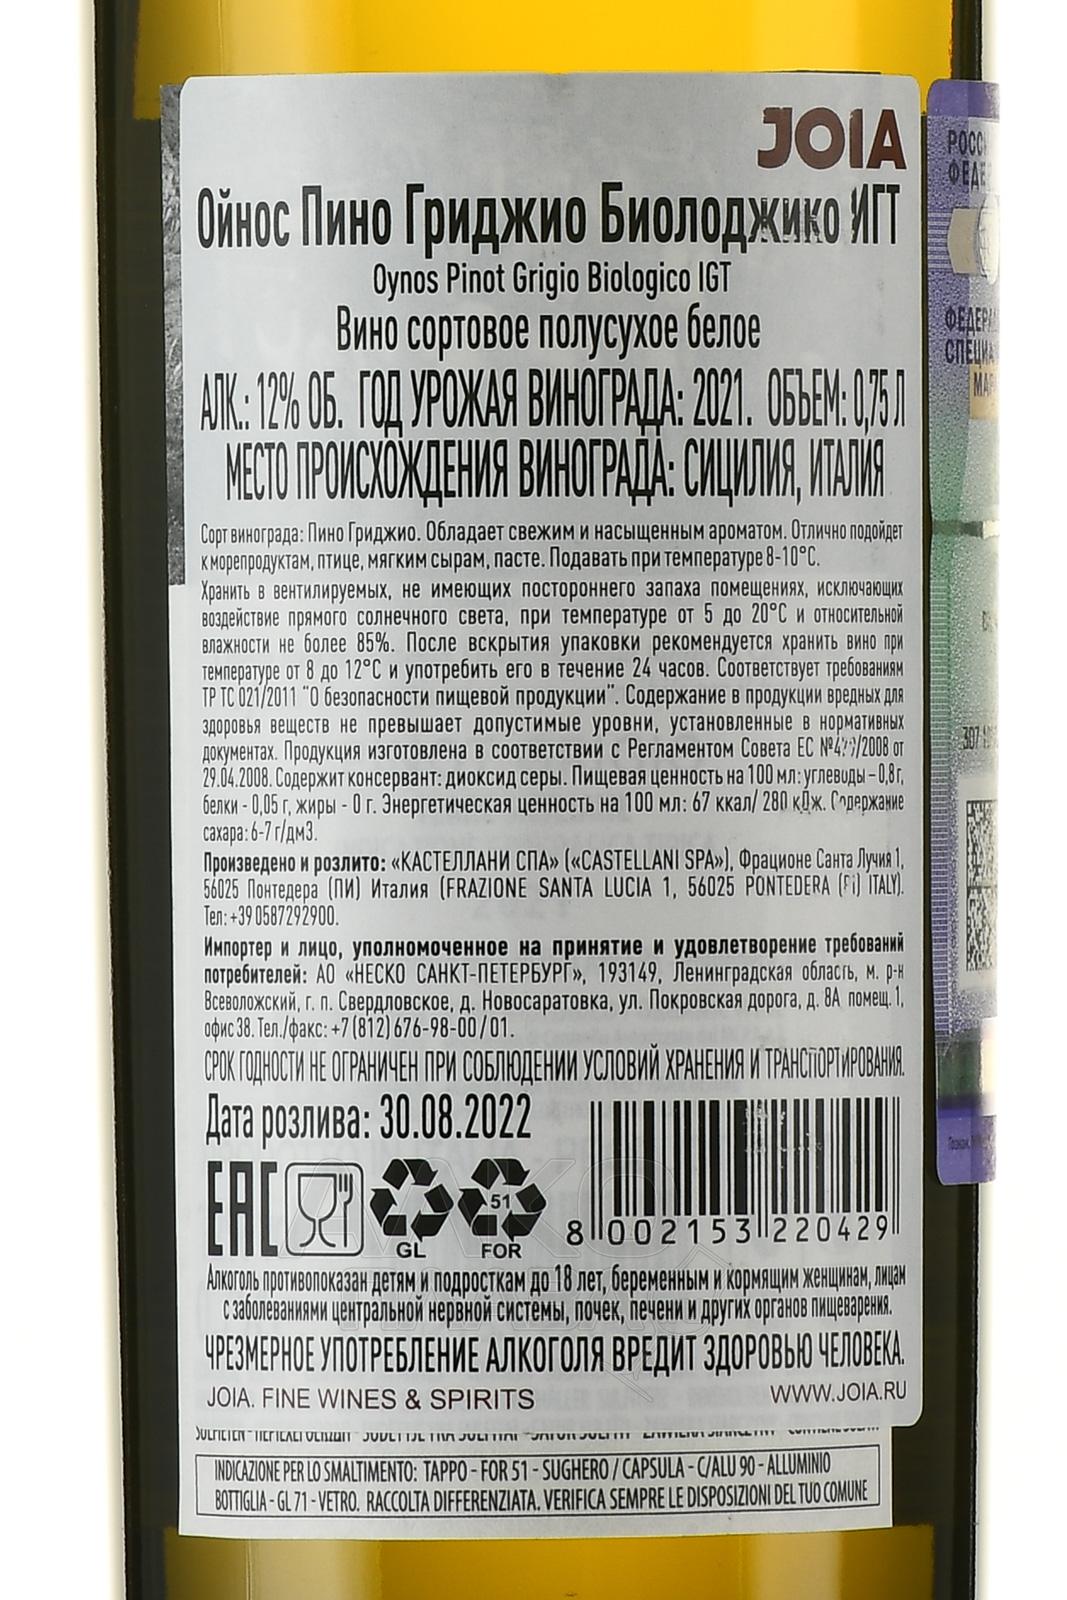 JOIA
Ойнос Пино Гриджио Биолоджико ИГТ
Oynos Pinot Grigio Biologico IGT
Вино сортовое полусухое белое
АЛК.: 12% ОБ. ГОД УРОЖАЯ ВИНОГРАДА: 2021. ОБЪЕМ: 0,75 Л
МЕСТО ПРОИСХОЖДЕНИЯ ВИНОГРАДА: СИЦИЛИЯ, ИТАЛИЯ
Сорт винограда: Пино Гриджио. Обладает свежим и насыщенным ароматом. Отлично подойдет
к морепродуктам, птице, мягким сырам, пасте. Подавать при температуре 8-10°С.
Хранить в вентилируемых, не имеющих постороннего запаха помещениях, исключающих
воздействие прямого солнечного света, при температуре от 5 до 20°С и относительной
влажности не более 85%. После вскрытия упаковки рекомендуется хранить вино при
температуре от 8 до 12°С и употребить его в течение 24 часов. Соответствует требованиям
ТР ТС 021/2011 "О безопасности пищевой продукции". Содержание в продукции вредных для
здоровья веществ не превышает допустимые уровни, установленные в нормативных
документах. Продукция изготовлена в соответствии с Регламентом Совета ЕС от
29.04.2008. Содержит консервант: диоксид серы. Пищевая ценность на 100 мл: углеводы – 0,8 г,
белки - 0,05 г, жиры - 0 г. Энергетическая ценность на 100 мл: 67 ккал/ 280 кДж. Содержание
сахара: 6-7 г/дм3.
Произведено и розлито: «КАСТЕЛЛАНИ СПА» («CASTELLANI SPA»), Фрационе Санта Лучия 1,
56025 Понтедера (ПИ) Италия (FRAZIONE SANTA LUCIA 1, 56025 PONTEDERA (PI) ITALY).
Тел: +39 0587292900.
Импортер и лицо, уполномоченное на принятие и удовлетворение требований
потребителей: АО «НЕСКО САНКТ-ПЕТЕРБУРГ», 193149, Ленинградская область, м. р-н
Всеволожский, г. п. Свердловское, д. Новосаратовка, ул. Покровская дорога, д. 8А помещ. 1,
офис 38. Тел./факс: +7 (812) 676-98-00/01.
СРОК ГОДНОСТИ НЕ ОГРАНИЧЕН ПРИ СОБЛЮДЕНИИ УСЛОВИЙ ХРАНЕНИЯ И ТРАНСПОРТИРОВАНИЯ.
Дата розлива: 30.08.2022
EAC
51
GL FOR
8 002153 220429
Алкоголь противопоказан детям и подросткам до 18 лет, беременным и кормящим женщинам, лицам
с заболеваниями центральной нервной системы, почек, печени и других органов пищеварения.
ЧРЕЗМЕРНОЕ УПОТРЕБЛЕНИЕ АЛКОГОЛЯ ВРЕДИТ ЗДОРОВЬЮ ЧЕЛОВЕКА.
JOIA. FINE WINES & SPIRITS WWW.JOIA.RU
INDICAZIONE PER LO SMALTIMENTO: TAPPO - FOR 51 - SUGHERO / CAPSULA - C/ALU 90 - ALLUMINIO
BOTTIGLIA - GL 71 - VETRO. RACCOLTA DIFFERENZIATA. VERIFICA SEMPRE LE DISPOSIZIONI DEL TUO COMUNE